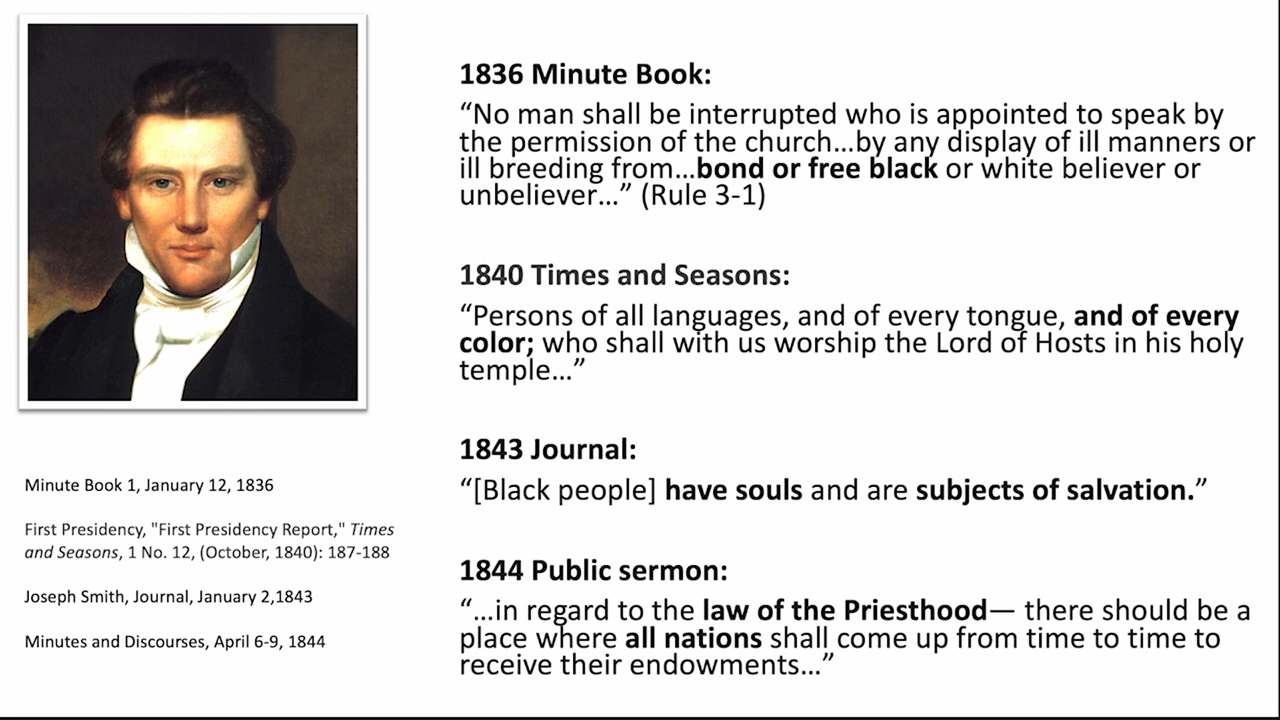 1836 Minute Book:
“No man shall be interrupted who is appointed to speak by
the permission of the church…by any display of ill manners or
ill breeding from…bond or free black or white believer or
unbeliever…” (Rule 3-1)
1840 Times and Seasons:
“Persons of all languages, and of every tongue, and of every
color; who shall with us worship the Lord of Hosts in his holy
temple…”
1843 Journal:
“[Black people] have souls and are subjects of salvation.”
1844 Public sermon:
“…in regard to the law of the Priesthood— there should be a
place where all nations shall come up from time to time to
receive their endowments…”
Minute Book 1, January 12, 1836
First Presidency, "First Presidency Report," Times
and Seasons, 1 No. 12, (October, 1840): 187-188
Joseph Smith, Journal, January 2,1843
Minutes and Discourses, April 6-9, 1844